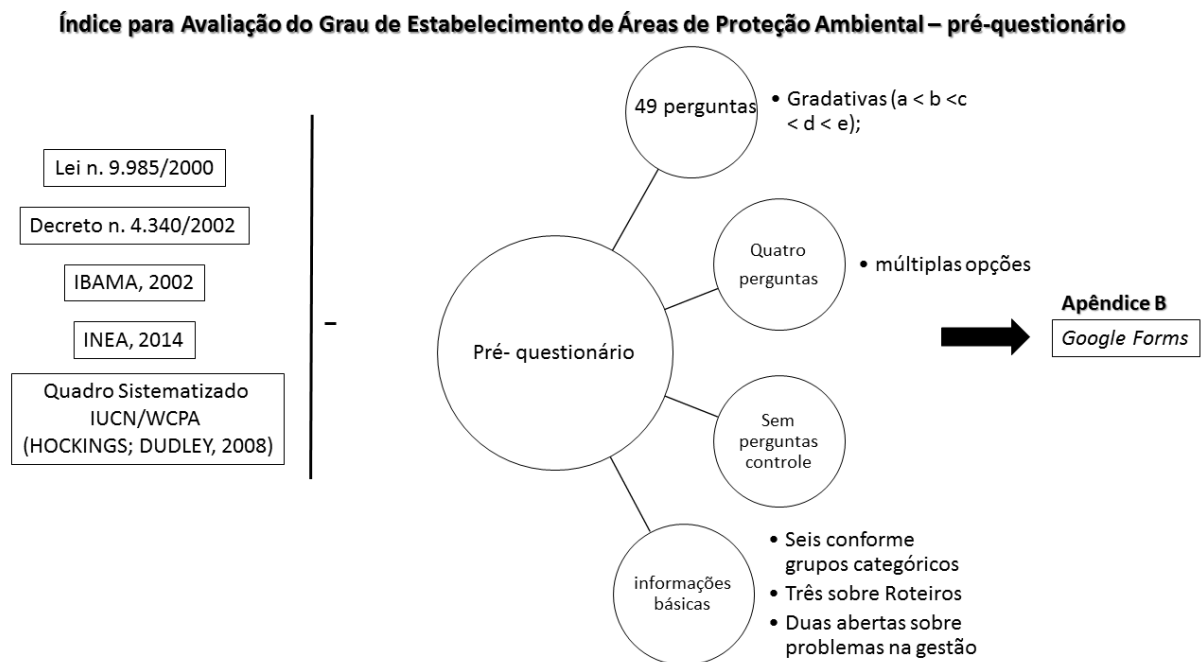 Índice para Avaliação do Grau de Estabelecimento de Áreas de Proteção Ambiental – pré-questionário
Lei n. 9.985/2000
Decreto n. 4.340/2002
IBAMA, 2002
INEA, 2014
Quadro Sistematizado
IUCN/WCPA
(HOCKINGS; DUDLEY, 2008)
–
Pré- questionário
49 perguntas
• Gradativas (a < b <c
< d < e);
Quatro
perguntas
• múltiplas opções
Sem
perguntas
controle
informações
básicas
• Seis conforme
grupos categóricos
• Três sobre Roteiros
• Duas abertas sobre
problemas na gestão
Apêndice B
Google Forms